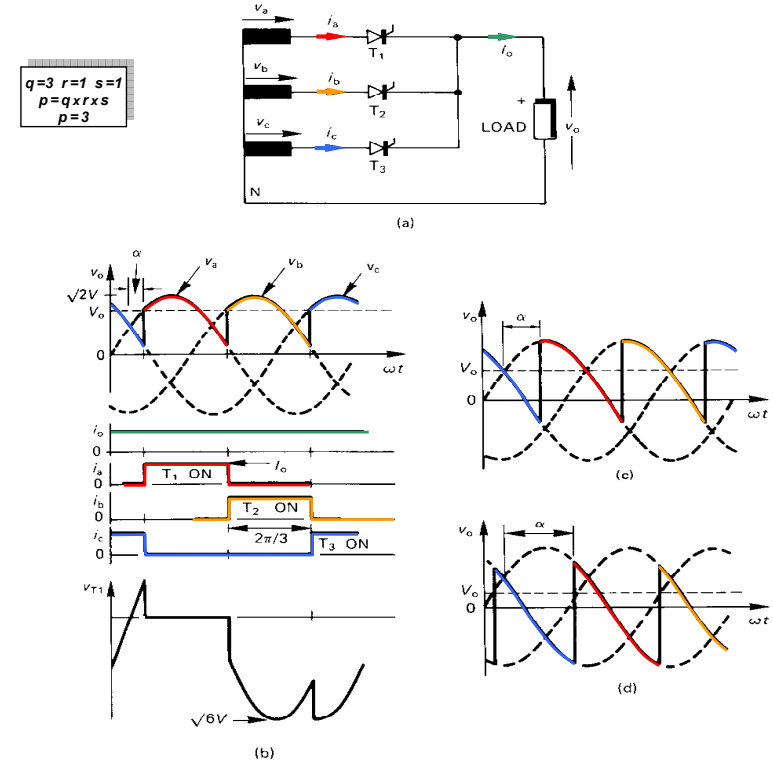 q=3 r=1 s=1
p=q x r x s
p=3
va
ia
T1
Io
vb
ib
T2
+
LOAD
vo
vc
ic
T3
N
(a)
α
vo
va
vb
vc
√2V
Vo
0
ωt
io
0
ia
0
T1 ON
Io
ib
0
T2 ON
ic
0
2π/3
T3 ON
vT1
√6V
(b)
vo
α
Vo
0
ωt
(c)
vo
α
Vo
0
ωt
(d)